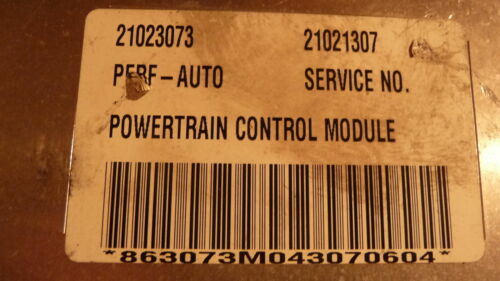 21023073 21021307
PERF-AUTO SERVICE NO.
POWERTRAIN CONTROL MODULE
*863073M043070604*